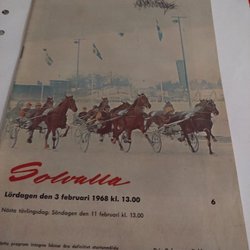 Solvalla
Lördagen den 3 februari 1968 kl. 13.00
6
Nästa tävlingsdag: Söndagen den 11 februari kl. 13.00
program